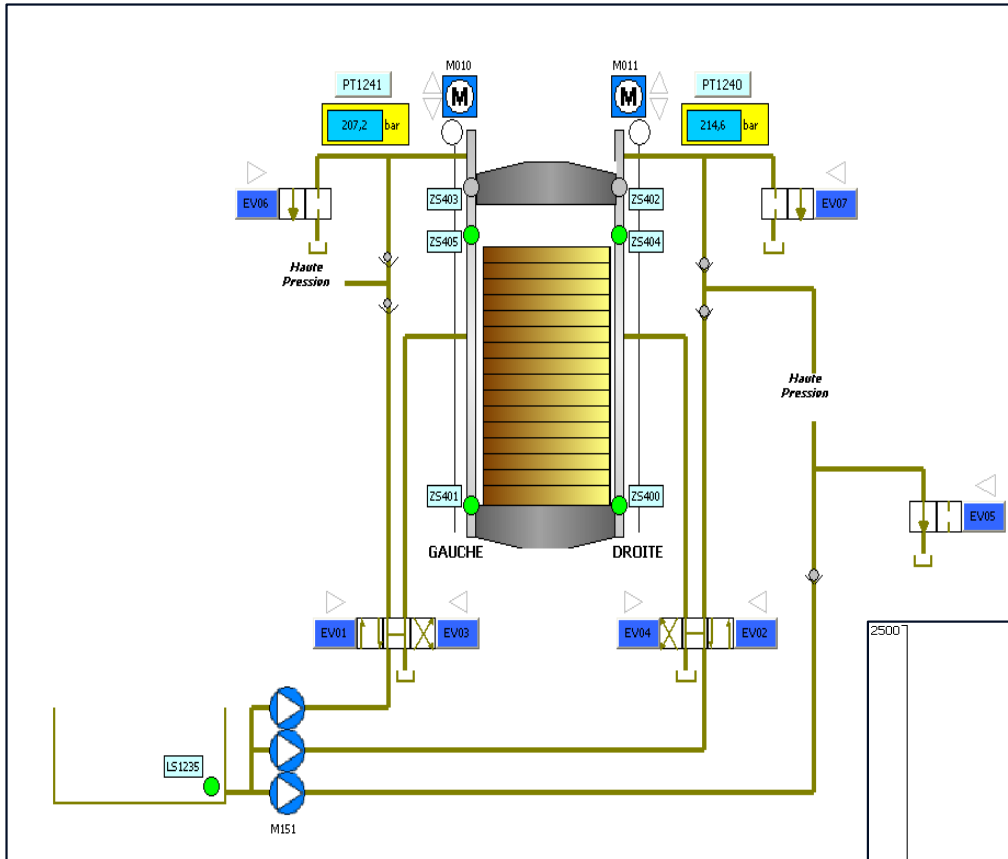 M010
M011
PT1241
PT1240
M
M
207,2 bar
214,6 bar
ZS403
ZS402
EV06
EV07
ZS405
ZS404
Haute
Pression
Haute
Pression
ZS401
ZS400
EV05
GAUCHE
DROITE
EV01
EV03
EV04
EV02
2500
LS1235
M151